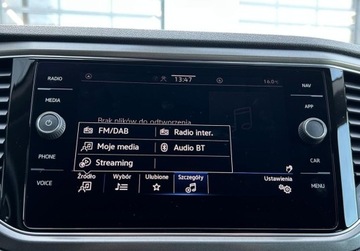 RADIO
13:47
16.0°C
NAV
MEDIA
APP
Brak plików do odtworzenia
FM/DAB
Radio inter.
Moje media
Audio BT
Streaming
PHONE
CAR
VOICE
Źródło
Wybór
Ulubione
Szczegóły
Ustawienia
MENU